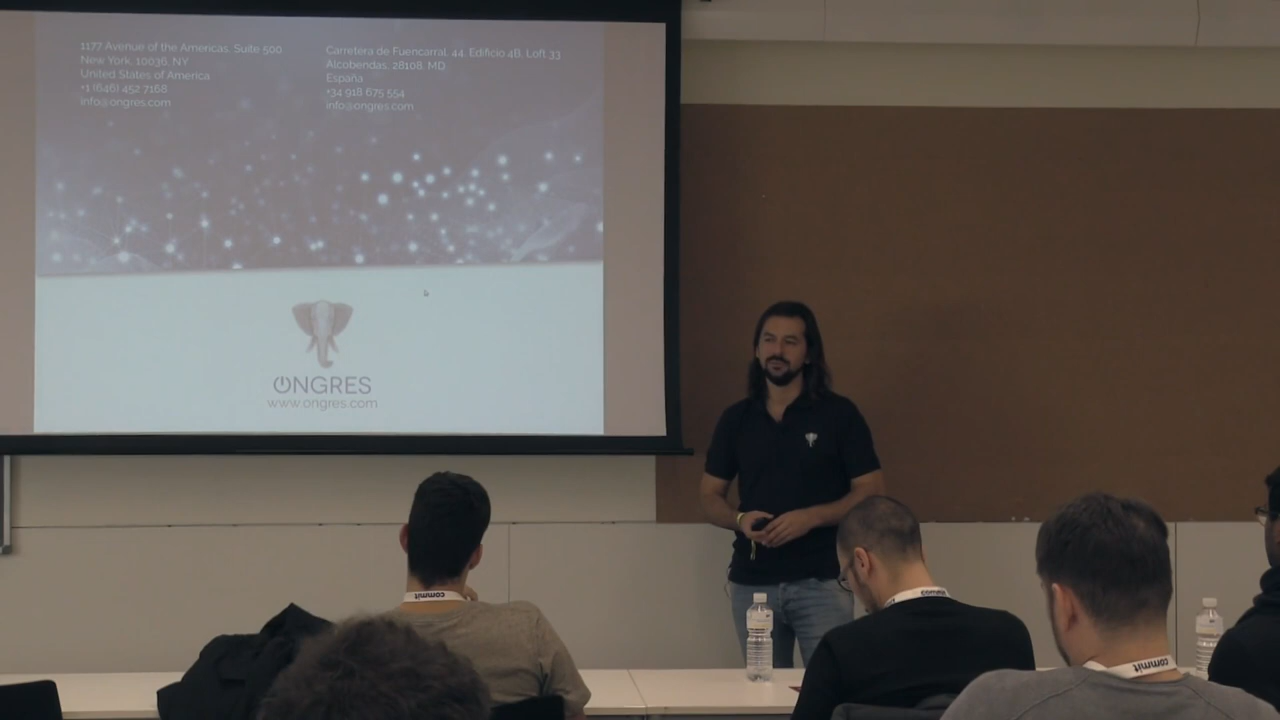 1177 Avenue of the Americas, Suite 500
New York, 10036, NY
United States of America
+1 (646) 452 7168
info@ongres.com
Carretera de Fuencarral, 44, Edificio 4B, Loft 33
Alcobendas, 28108, MD
España
+34 918 675 554
info@ongres.com
ONGRES
www.ongres.com
commit
commit
commit